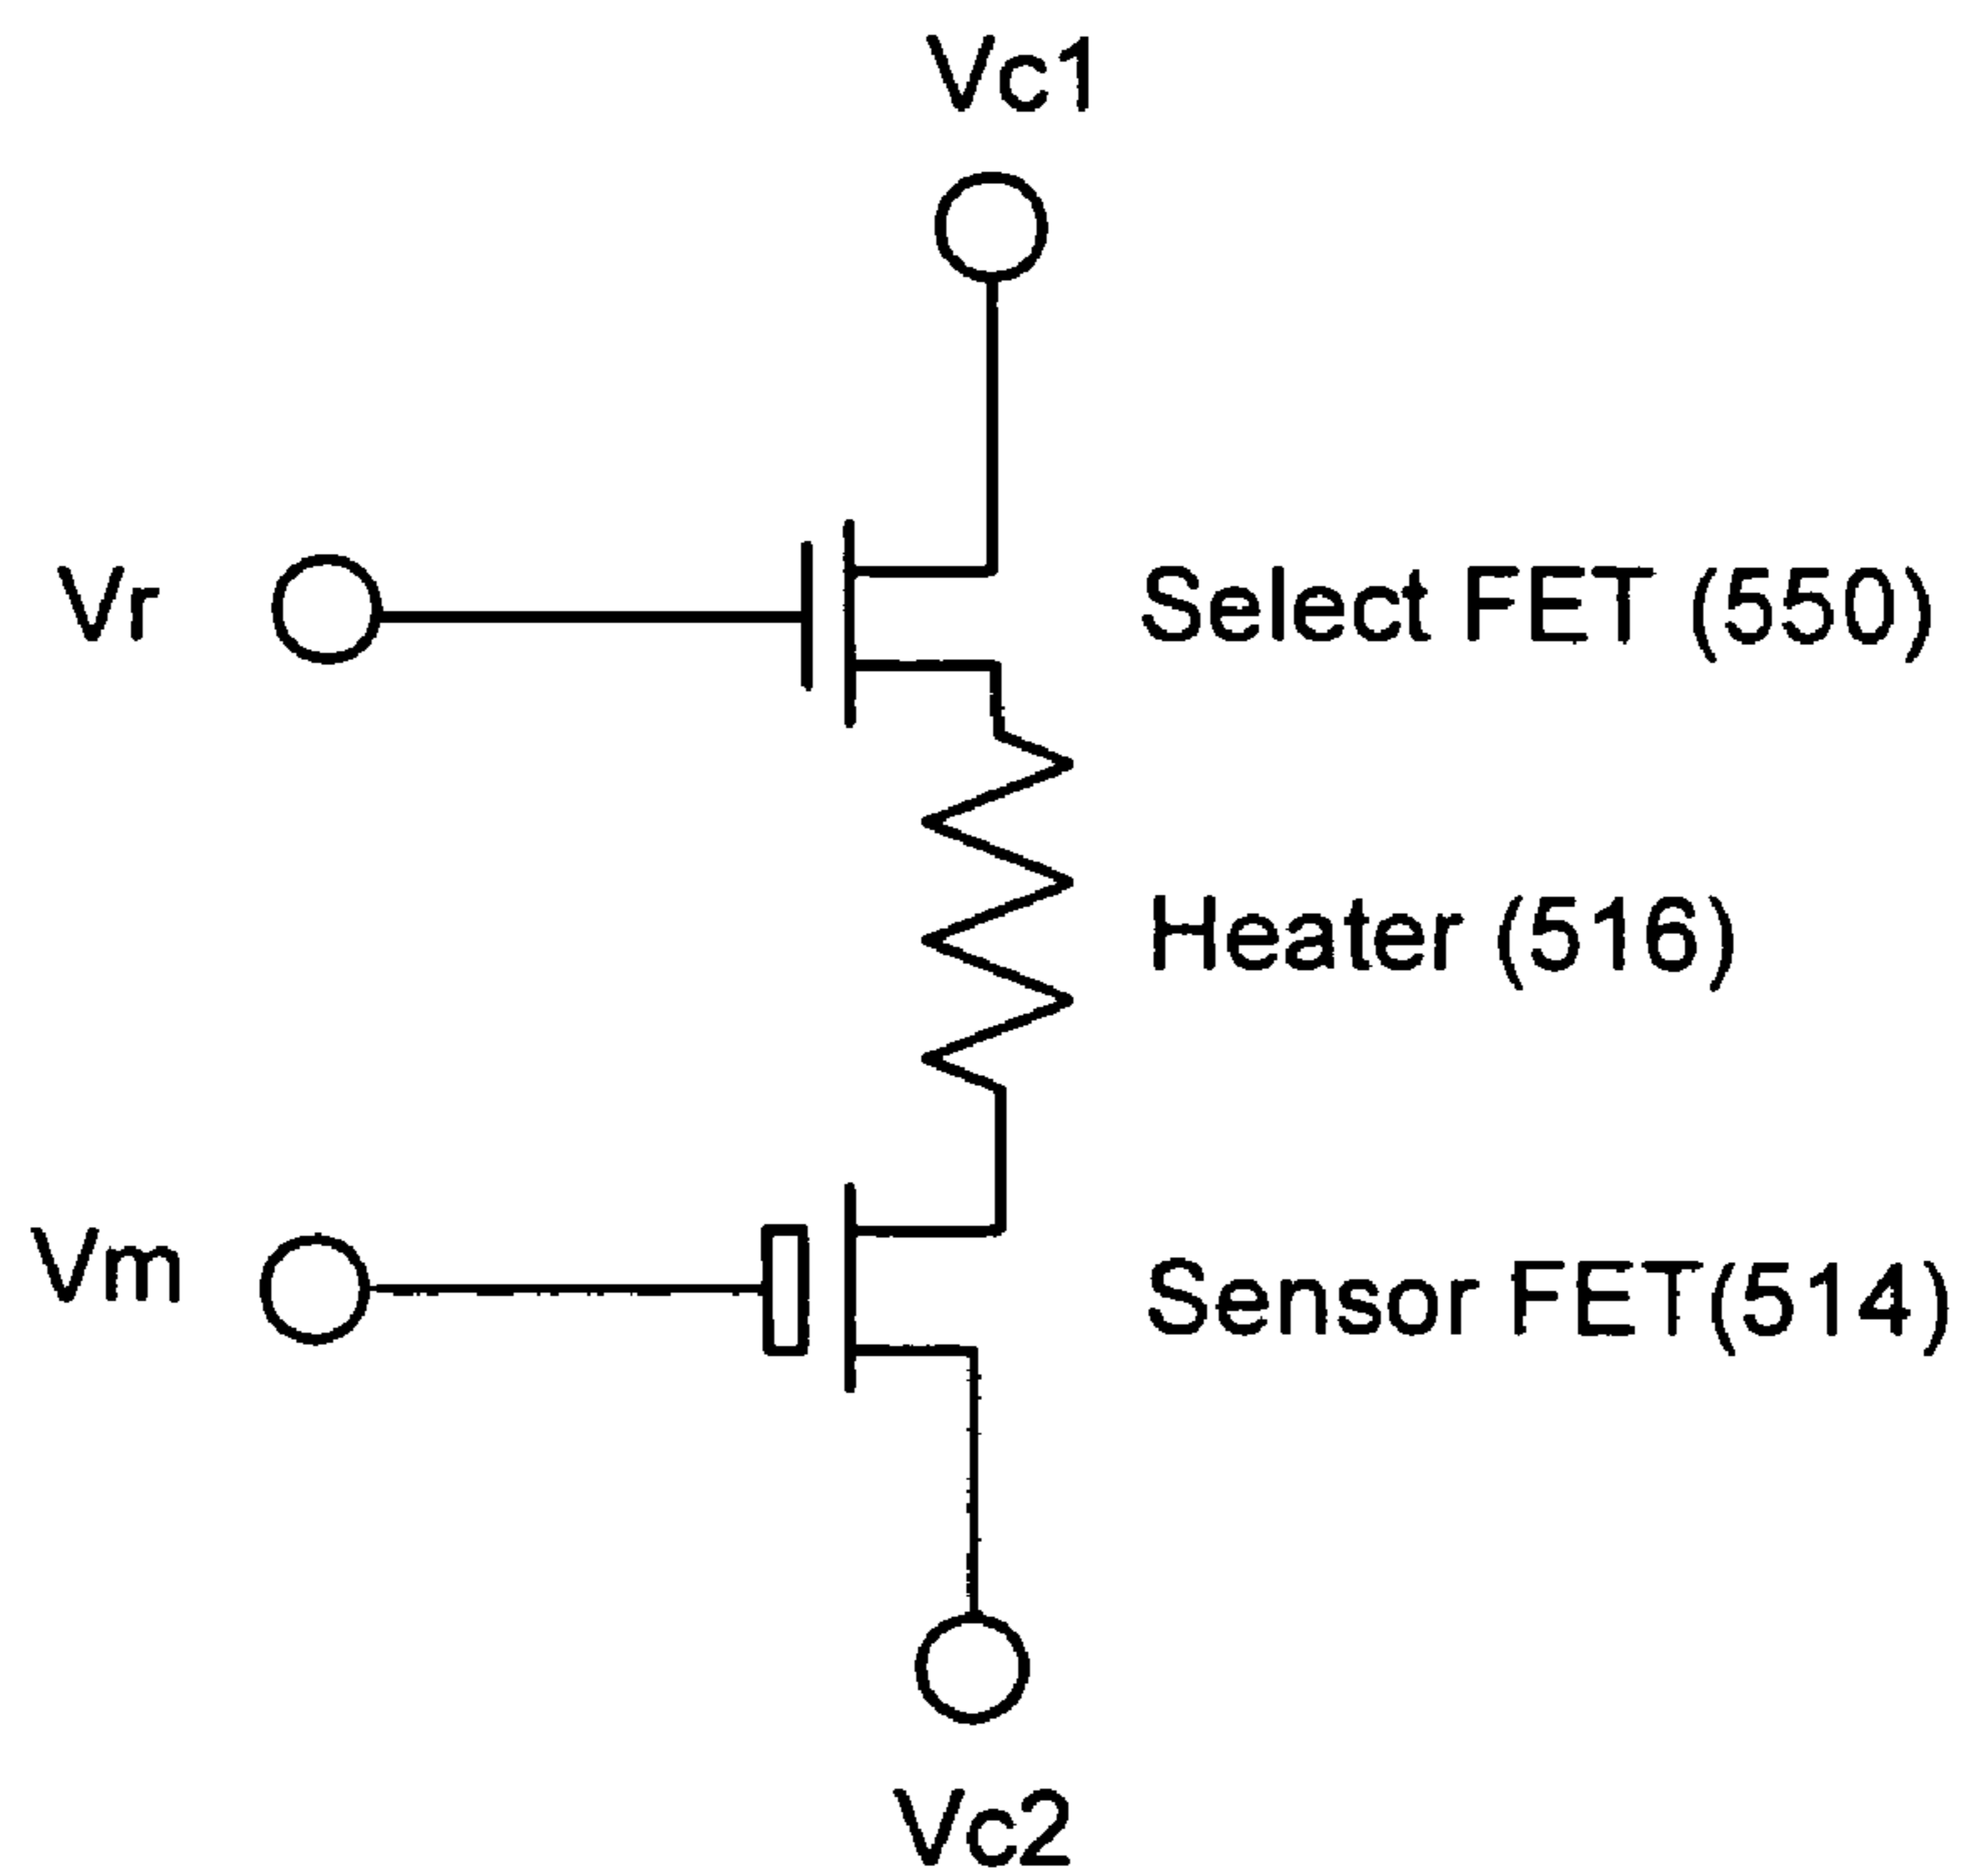 Vc1
Vr
Select FET (550)
Heater (516)
Vm
Sensor FET(514)
Vc2